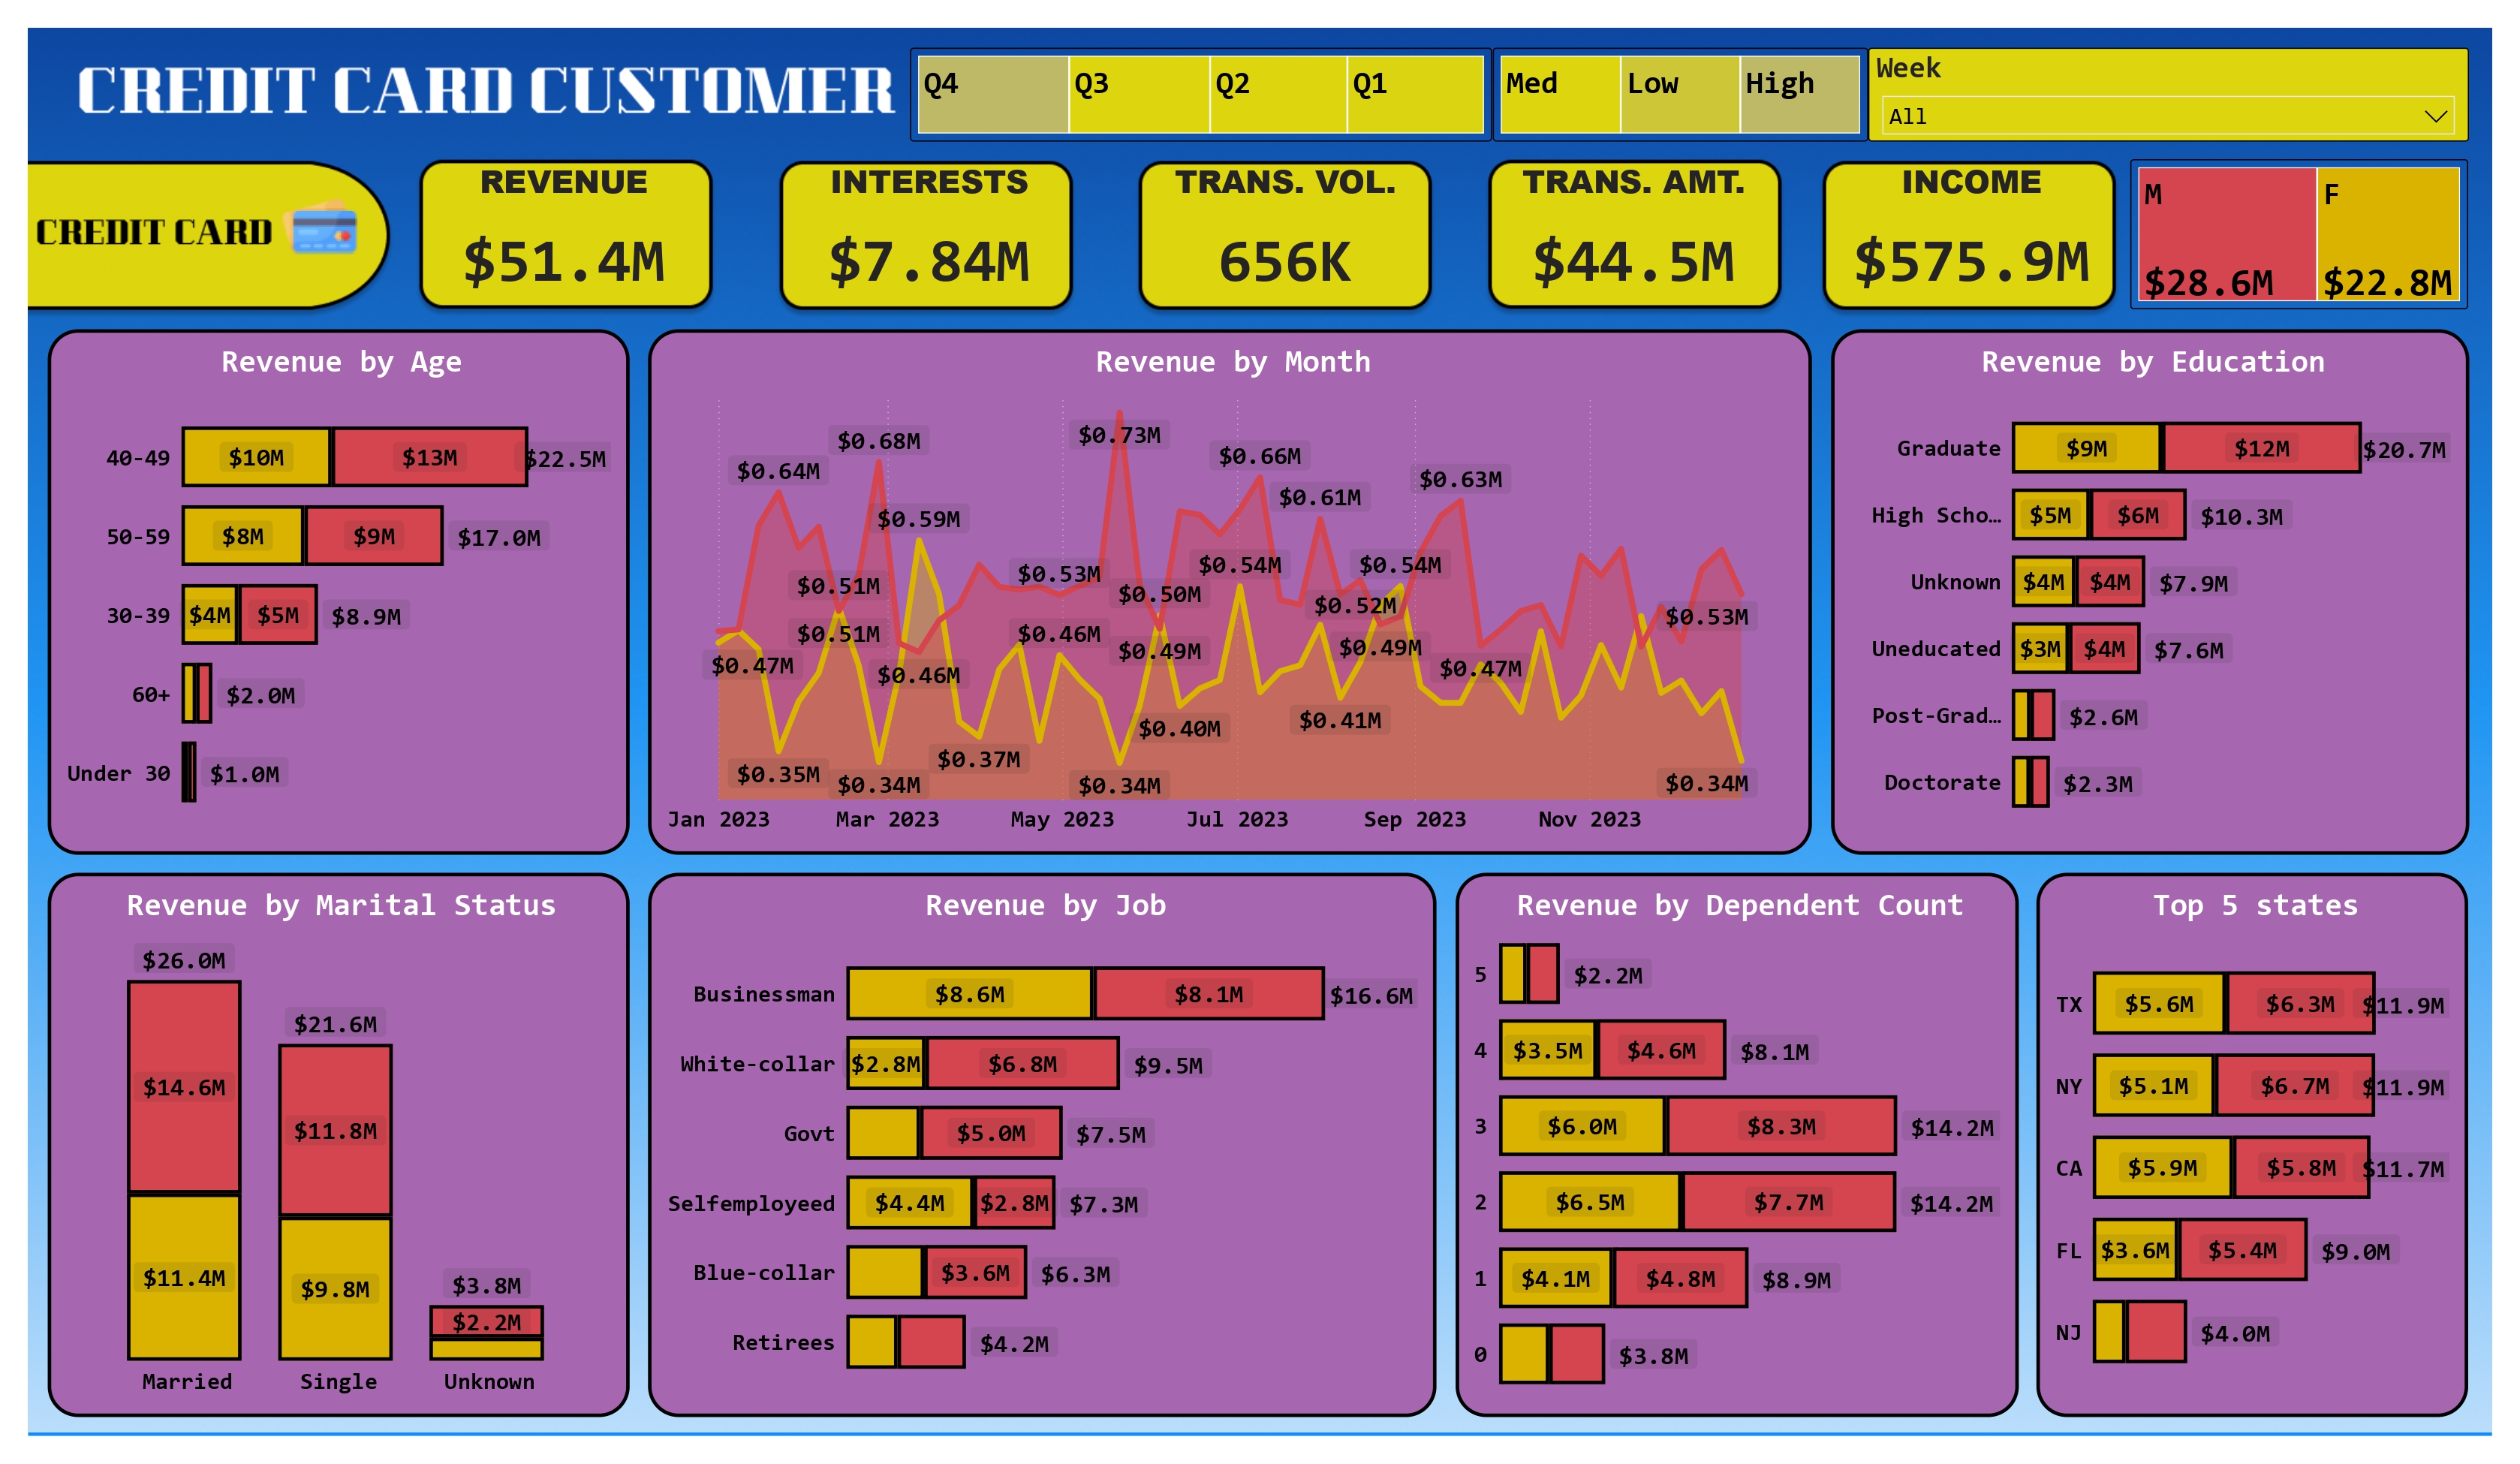 CREDIT CARD CUSTOMER
Q4 Q3 Q2 Q1
Med Low High
Week
All
CREDIT CARD
REVENUE
$51.4M
INTERESTS
$7.84M
TRANS. VOL.
656K
TRANS. AMT.
$44.5M
INCOME
$575.9M
M F
$28.6M $22.8M
Revenue by Age
40-49 $10M $13M $22.5M
50-59 $8M $9M $17.0M
30-39 $4M $5M $8.9M
60+ $2.0M
Under 30 $1.0M
Revenue by Month
$0.73M
$0.68M
$0.66M
$0.64M
$0.63M
$0.61M
$0.59M
$0.54M $0.54M
$0.53M
$0.51M
$0.50M
$0.52M
$0.53M
$0.51M $0.46M
$0.49M $0.49M
$0.47M $0.46M $0.47M
$0.41M
$0.40M
$0.37M
$0.35M $0.34M $0.34M $0.34M
Jan 2023 Mar 2023 May 2023 Jul 2023 Sep 2023 Nov 2023
Revenue by Education
Graduate $9M $12M $20.7M
High Scho… $5M $6M $10.3M
Unknown $4M $4M $7.9M
Uneducated $3M $4M $7.6M
Post-Grad… $2.6M
Doctorate $2.3M
Revenue by Marital Status
$26.0M
$21.6M
$14.6M
$11.8M
$11.4M
$9.8M
$3.8M
$2.2M
Married Single Unknown
Revenue by Job
Businessman $8.6M $8.1M $16.6M
White-collar $2.8M $6.8M $9.5M
Govt $5.0M $7.5M
Selfemployeed $4.4M $2.8M $7.3M
Blue-collar $3.6M $6.3M
Retirees $4.2M
Revenue by Dependent Count
5 $2.2M
4 $3.5M $4.6M $8.1M
3 $6.0M $8.3M $14.2M
2 $6.5M $7.7M $14.2M
1 $4.1M $4.8M $8.9M
0 $3.8M
Top 5 states
TX $5.6M $6.3M $11.9M
NY $5.1M $6.7M $11.9M
CA $5.9M $5.8M $11.7M
FL $3.6M $5.4M $9.0M
NJ $4.0M